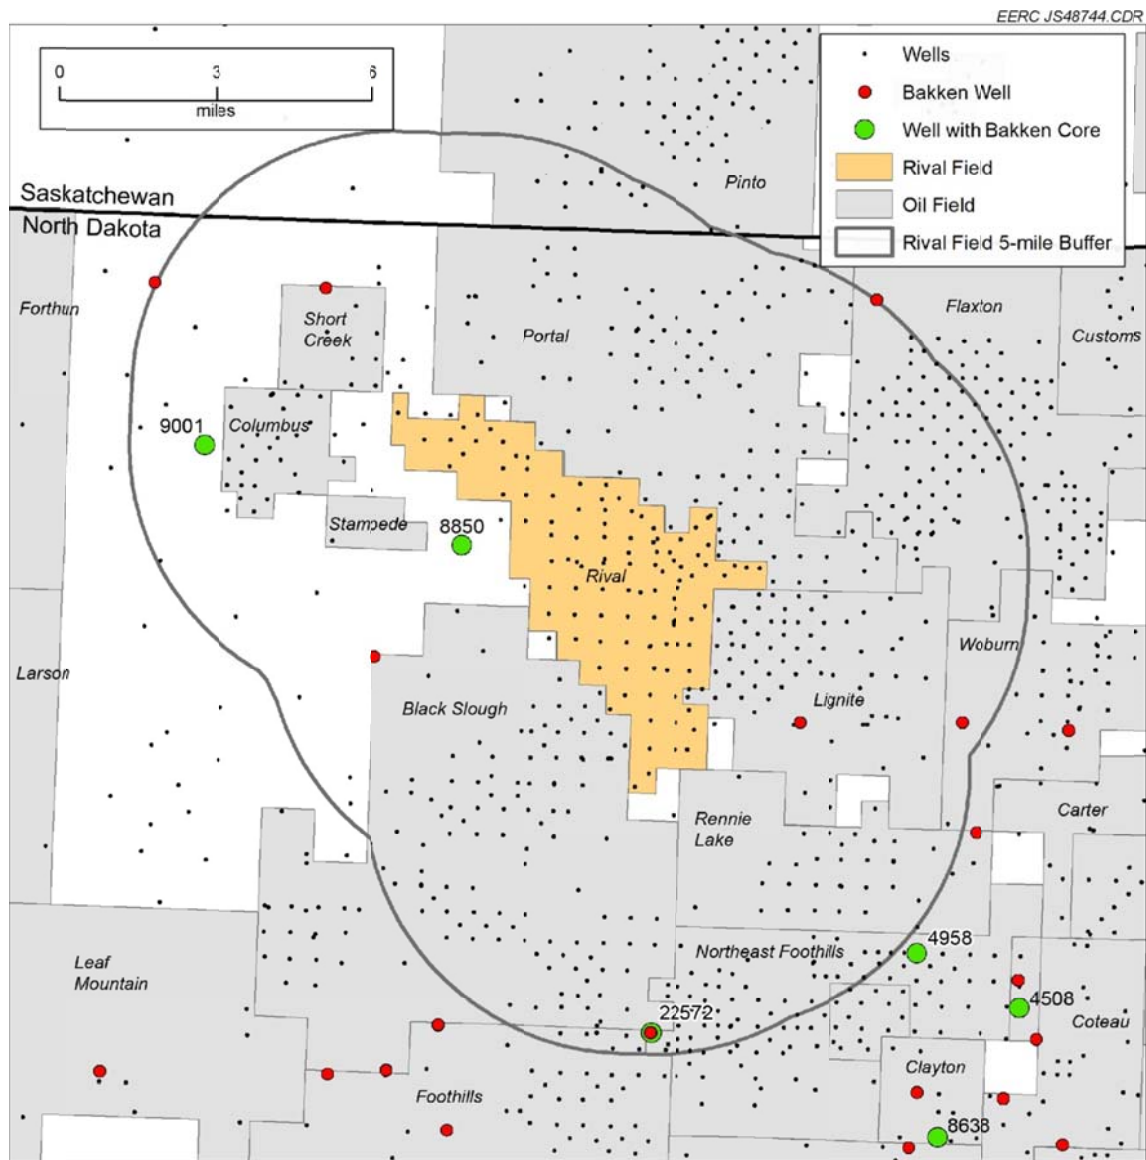 EERC JS48744.CDR
0 3 6
miles
Wells
Bakken Well
Well with Bakken Core
Rival Field
Oil Field
Rival Field 5-mile Buffer
Pinto
Saskatchewan
North Dakota
Forthun
Short
Creek
Portal
Flaxton
Customs
9001
Columbus
Stampede
8850
Rival
Larson
Woburn
Black Slough
Lignite
Rennie
Lake
Carter
Northeast Foothills
4958
Leaf
Mountain
22572
4508
Coteau
Clayton
Foothills
8638